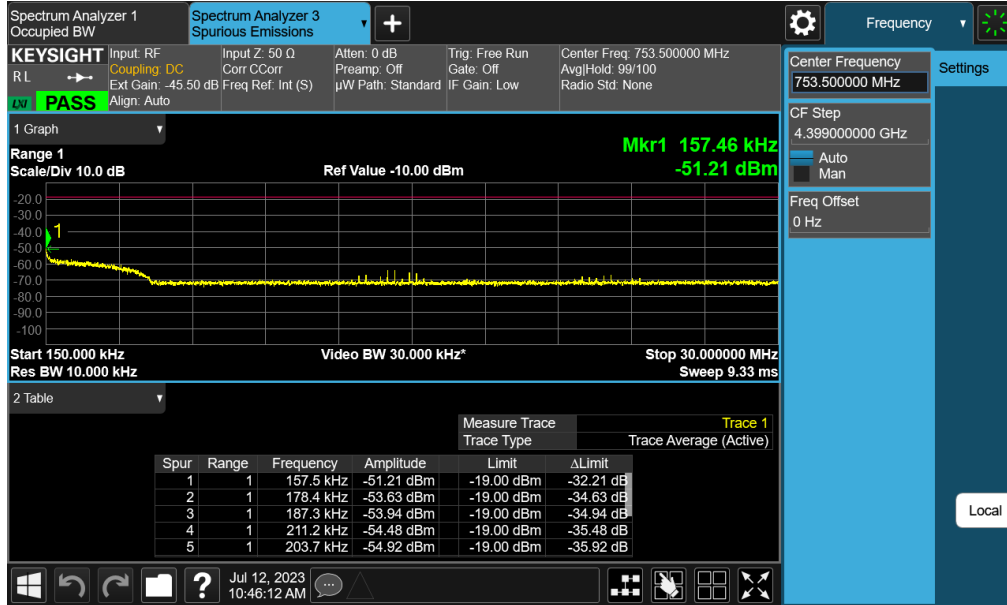 Spectrum Analyzer 1
Occupied BW
Spectrum Analyzer 3
Spurious Emissions
Frequency
KEYSIGHT
R L
LXI
PASS
Input: RF
Coupling: DC
Ext Gain: -45.50 dB
Align: Auto
Input Z: 50 Ω
Corr CCorr
Freq Ref: Int (S)
Atten: 0 dB
Preamp: Off
µW Path: Standard
Trig: Free Run
Gate: Off
IF Gain: Low
Center Freq: 753.500000 MHz
Avg|Hold: 99/100
Radio Std: None
Center Frequency
753.500000 MHz
Settings
CF Step
4.399000000 GHz
Auto
Man
Freq Offset
0 Hz
Local
1 Graph
Range 1
Scale/Div 10.0 dB
Ref Value -10.00 dBm
Mkr1 157.46 kHz
-51.21 dBm
-20.0
-30.0
1
-40.0
-50.0
-60.0
-70.0
-80.0
-90.0
-100
Start 150.000 kHz
Video BW 30.000 kHz*
Stop 30.000000 MHz
Res BW 10.000 kHz
Sweep 9.33 ms
2 Table
Measure Trace Trace 1
Trace Type Trace Average (Active)
Spur Range Frequency Amplitude Limit ΔLimit
1 1 157.5 kHz -51.21 dBm -19.00 dBm -32.21 dB
2 1 178.4 kHz -53.63 dBm -19.00 dBm -34.63 dB
3 1 187.3 kHz -53.94 dBm -19.00 dBm -34.94 dB
4 1 211.2 kHz -54.48 dBm -19.00 dBm -35.48 dB
5 1 203.7 kHz -54.92 dBm -19.00 dBm -35.92 dB
Jul 12, 2023
10:46:12 AM